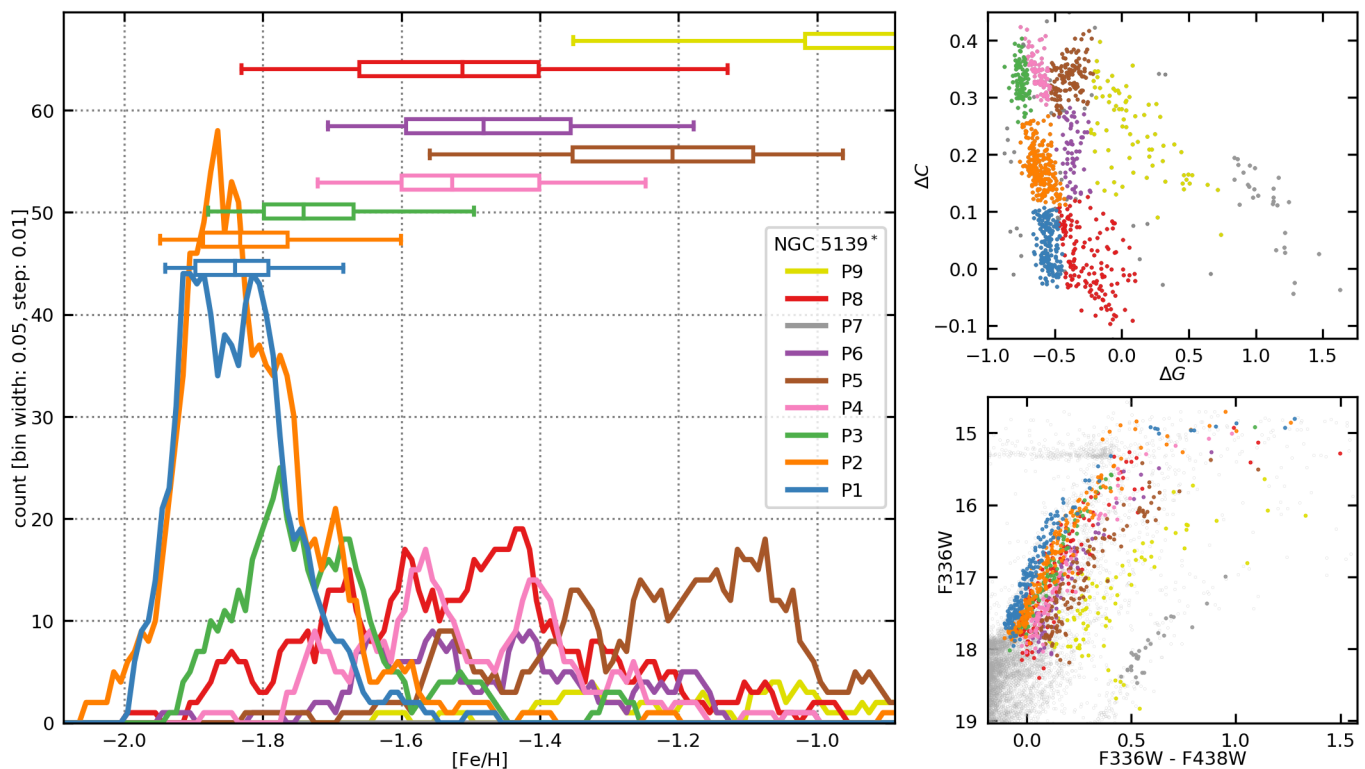 count [bin width: 0.05, step: 0.01]
60
50
40
30
20
10
0
−2.0 −1.8 −1.6 −1.4 −1.2 −1.0
[Fe/H]
NGC 5139*
P9
P8
P7
P6
P5
P4
P3
P2
P1
ΔC
0.4
0.3
0.2
0.1
0.0
−0.1
−1.0 −0.5 0.0 0.5 1.0 1.5
ΔG
F336W
15
16
17
18
19
0.0 0.5 1.0 1.5
F336W - F438W